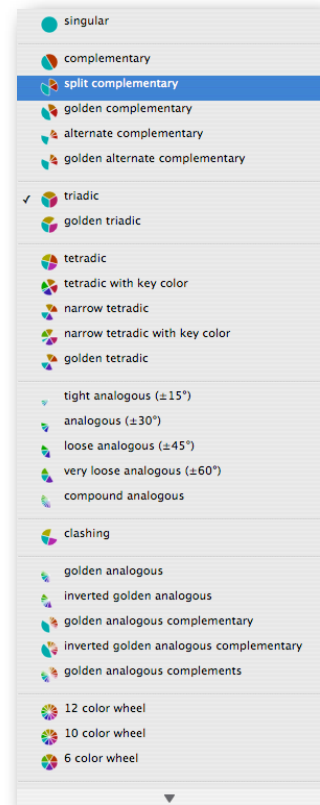 singular
complementary
split complementary
golden complementary
alternate complementary
golden alternate complementary
triadic
golden triadic
tetradic
tetradic with key color
narrow tetradic
narrow tetradic with key color
golden tetradic
tight analogous (±15°)
analogous (±30°)
loose analogous (±45°)
very loose analogous (±60°)
compound analogous
clashing
golden analogous
inverted golden analogous
golden analogous complementary
inverted golden analogous complementary
golden analogous complements
12 color wheel
10 color wheel
6 color wheel